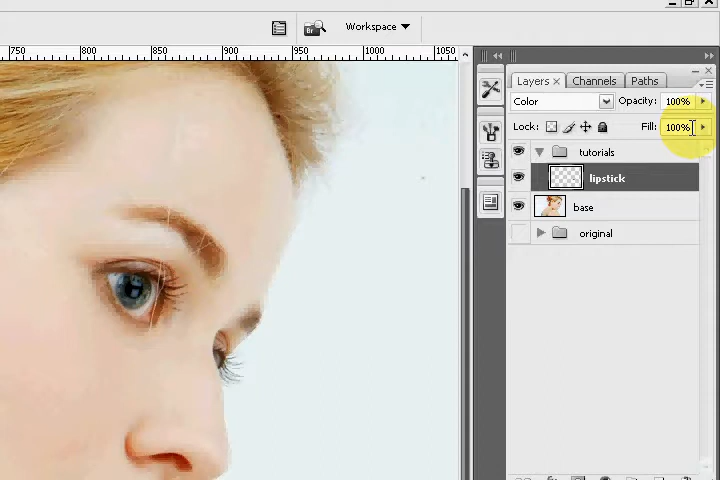 Br Workspace
750 800 850 900 950 1000 1050
Layers × Channels Paths
Color Opacity: 100%
Lock: Fill: 100%
tutorials
lipstick
base
original